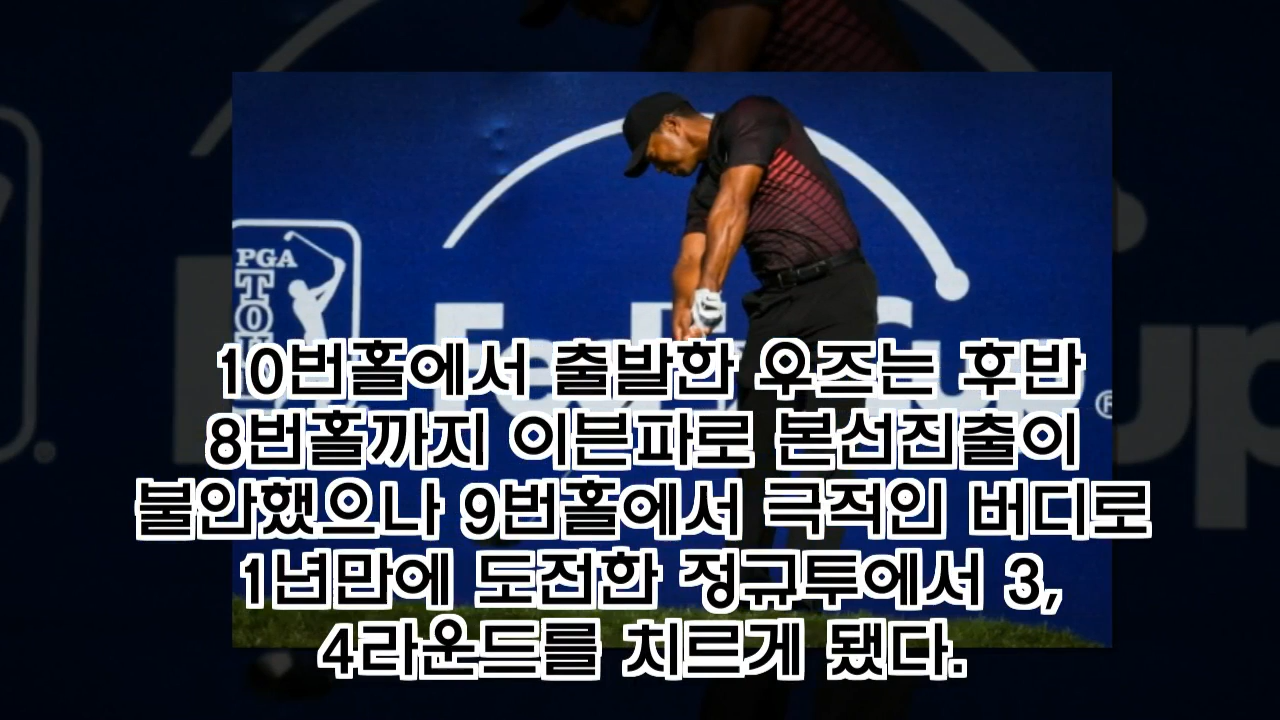 PGA
TOUR
10번홀에서 출발한 우즈는 후반
8번홀까지 이븐파로 본선진출이
불안했으나 9번홀에서 극적인 버디로
1년만에 도전한 정규투에서 3,
4라운드를 치르게 됐다.